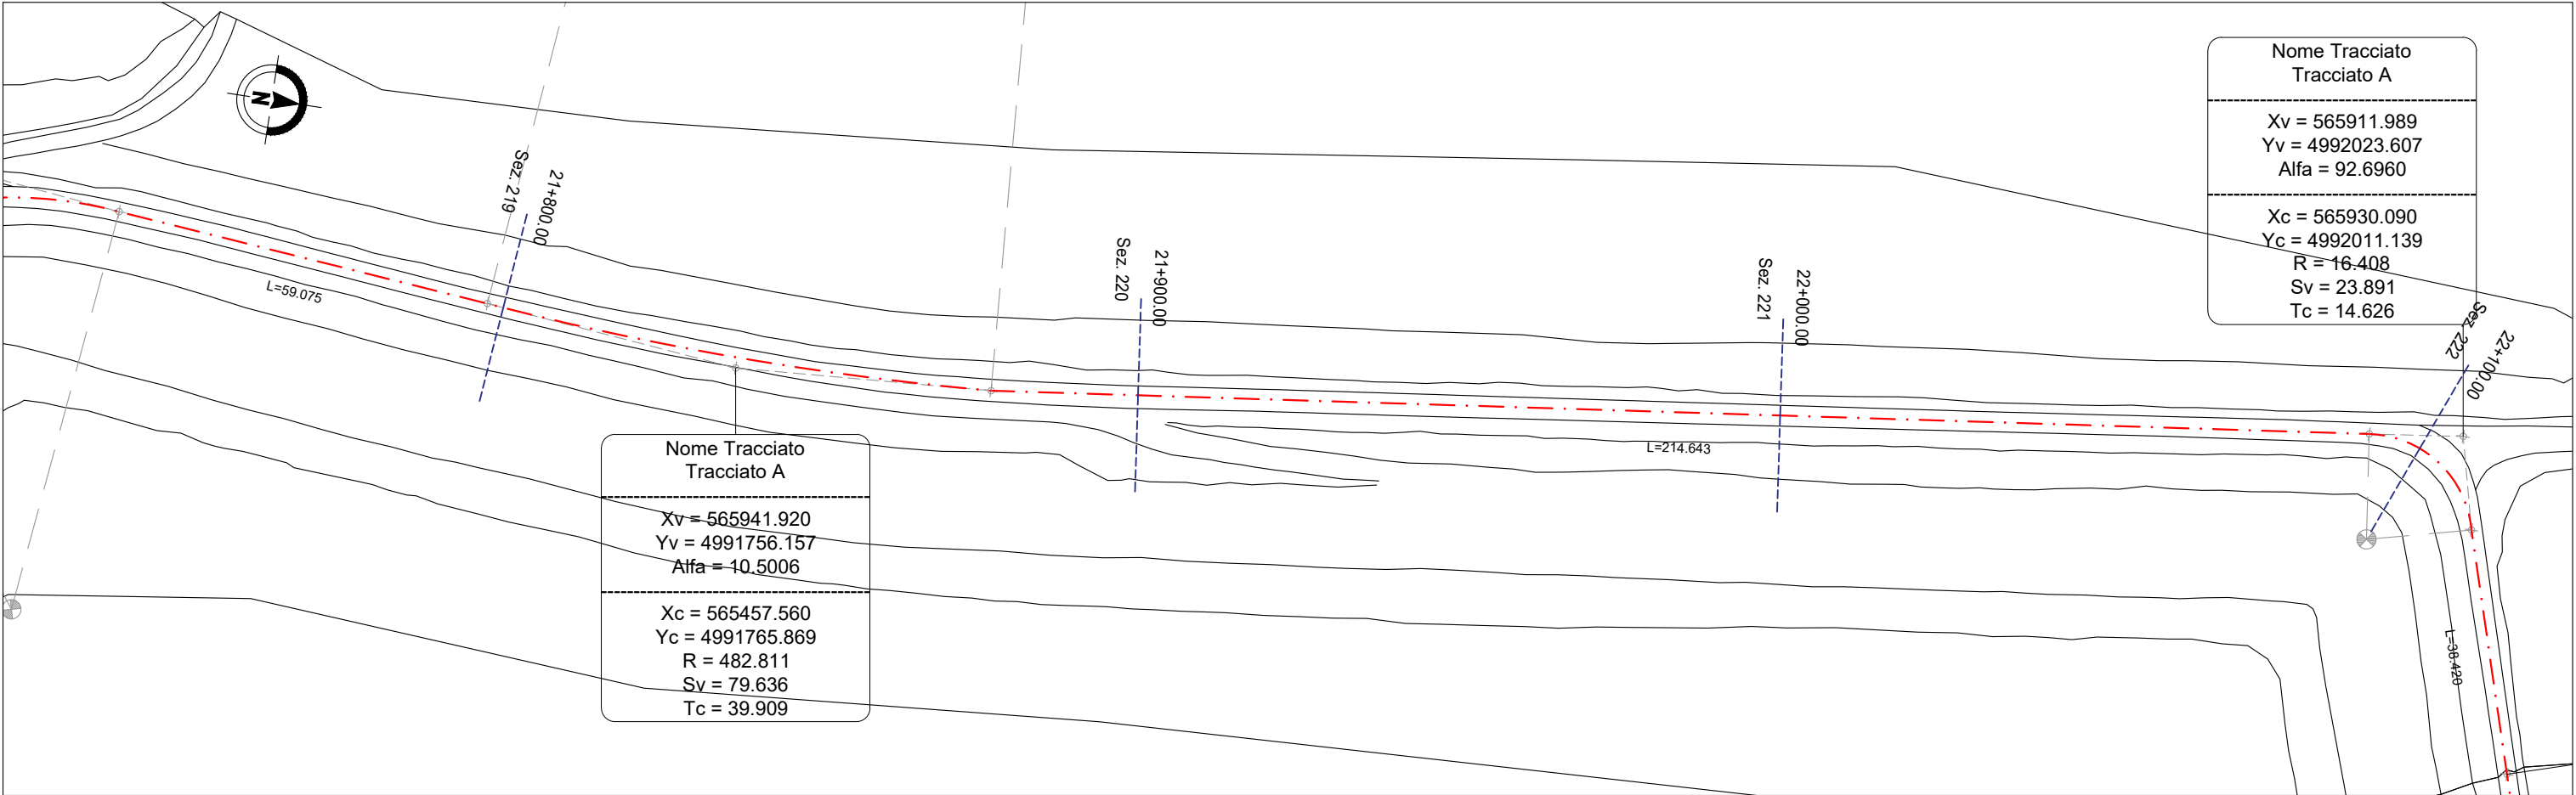 N
Sez. 219
21+800.00
L=59.075
Nome Tracciato
Tracciato A
Xv = 565941.920
Yv = 4991756.157
Alfa = 10.5006
Xc = 565457.560
Yc = 4991765.869
R = 482.811
Sv = 79.636
Tc = 39.909
Sez. 220
21+900.00
Sez. 221
22+000.00
L=214.643
Nome Tracciato
Tracciato A
Xv = 565911.989
Yv = 4992023.607
Alfa = 92.6960
Xc = 565930.090
Yc = 4992011.139
R = 16.408
Sv = 23.891
Tc = 14.626
Sez. 222
22+100.00
L=38.420